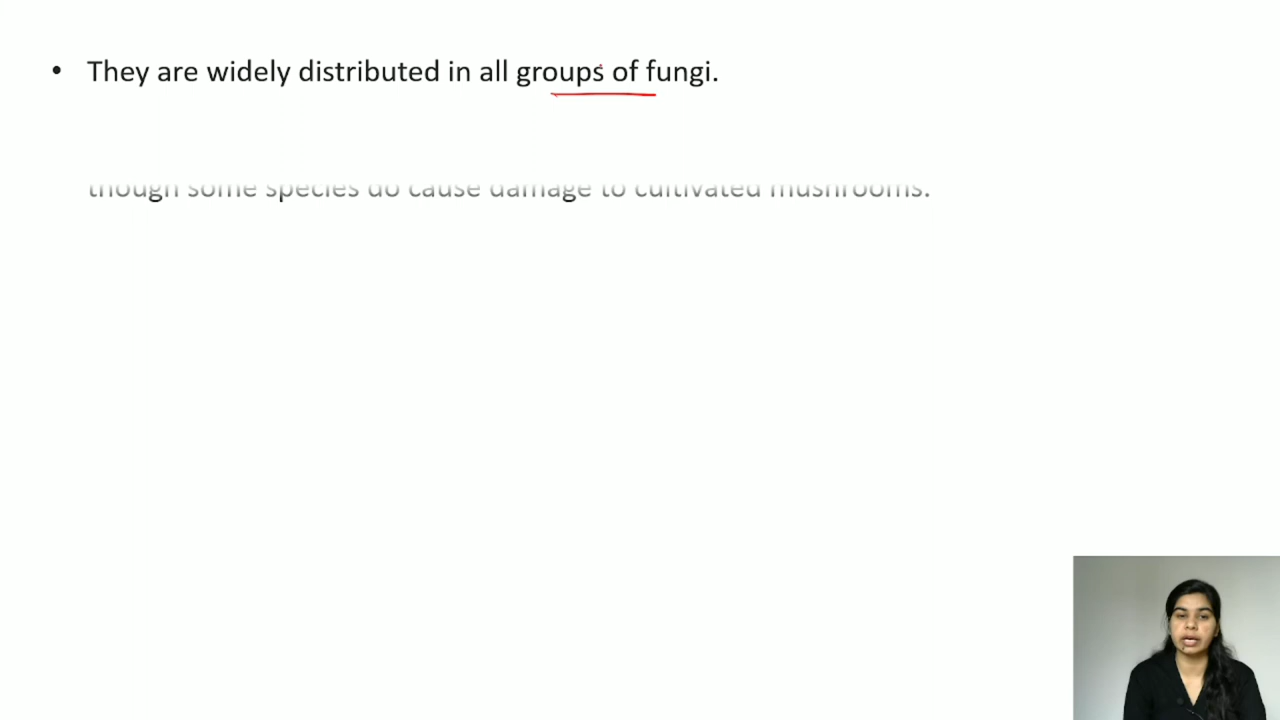 • They are widely distributed in all groups of fungi.
though some species do cause damage to cultivated mushrooms.